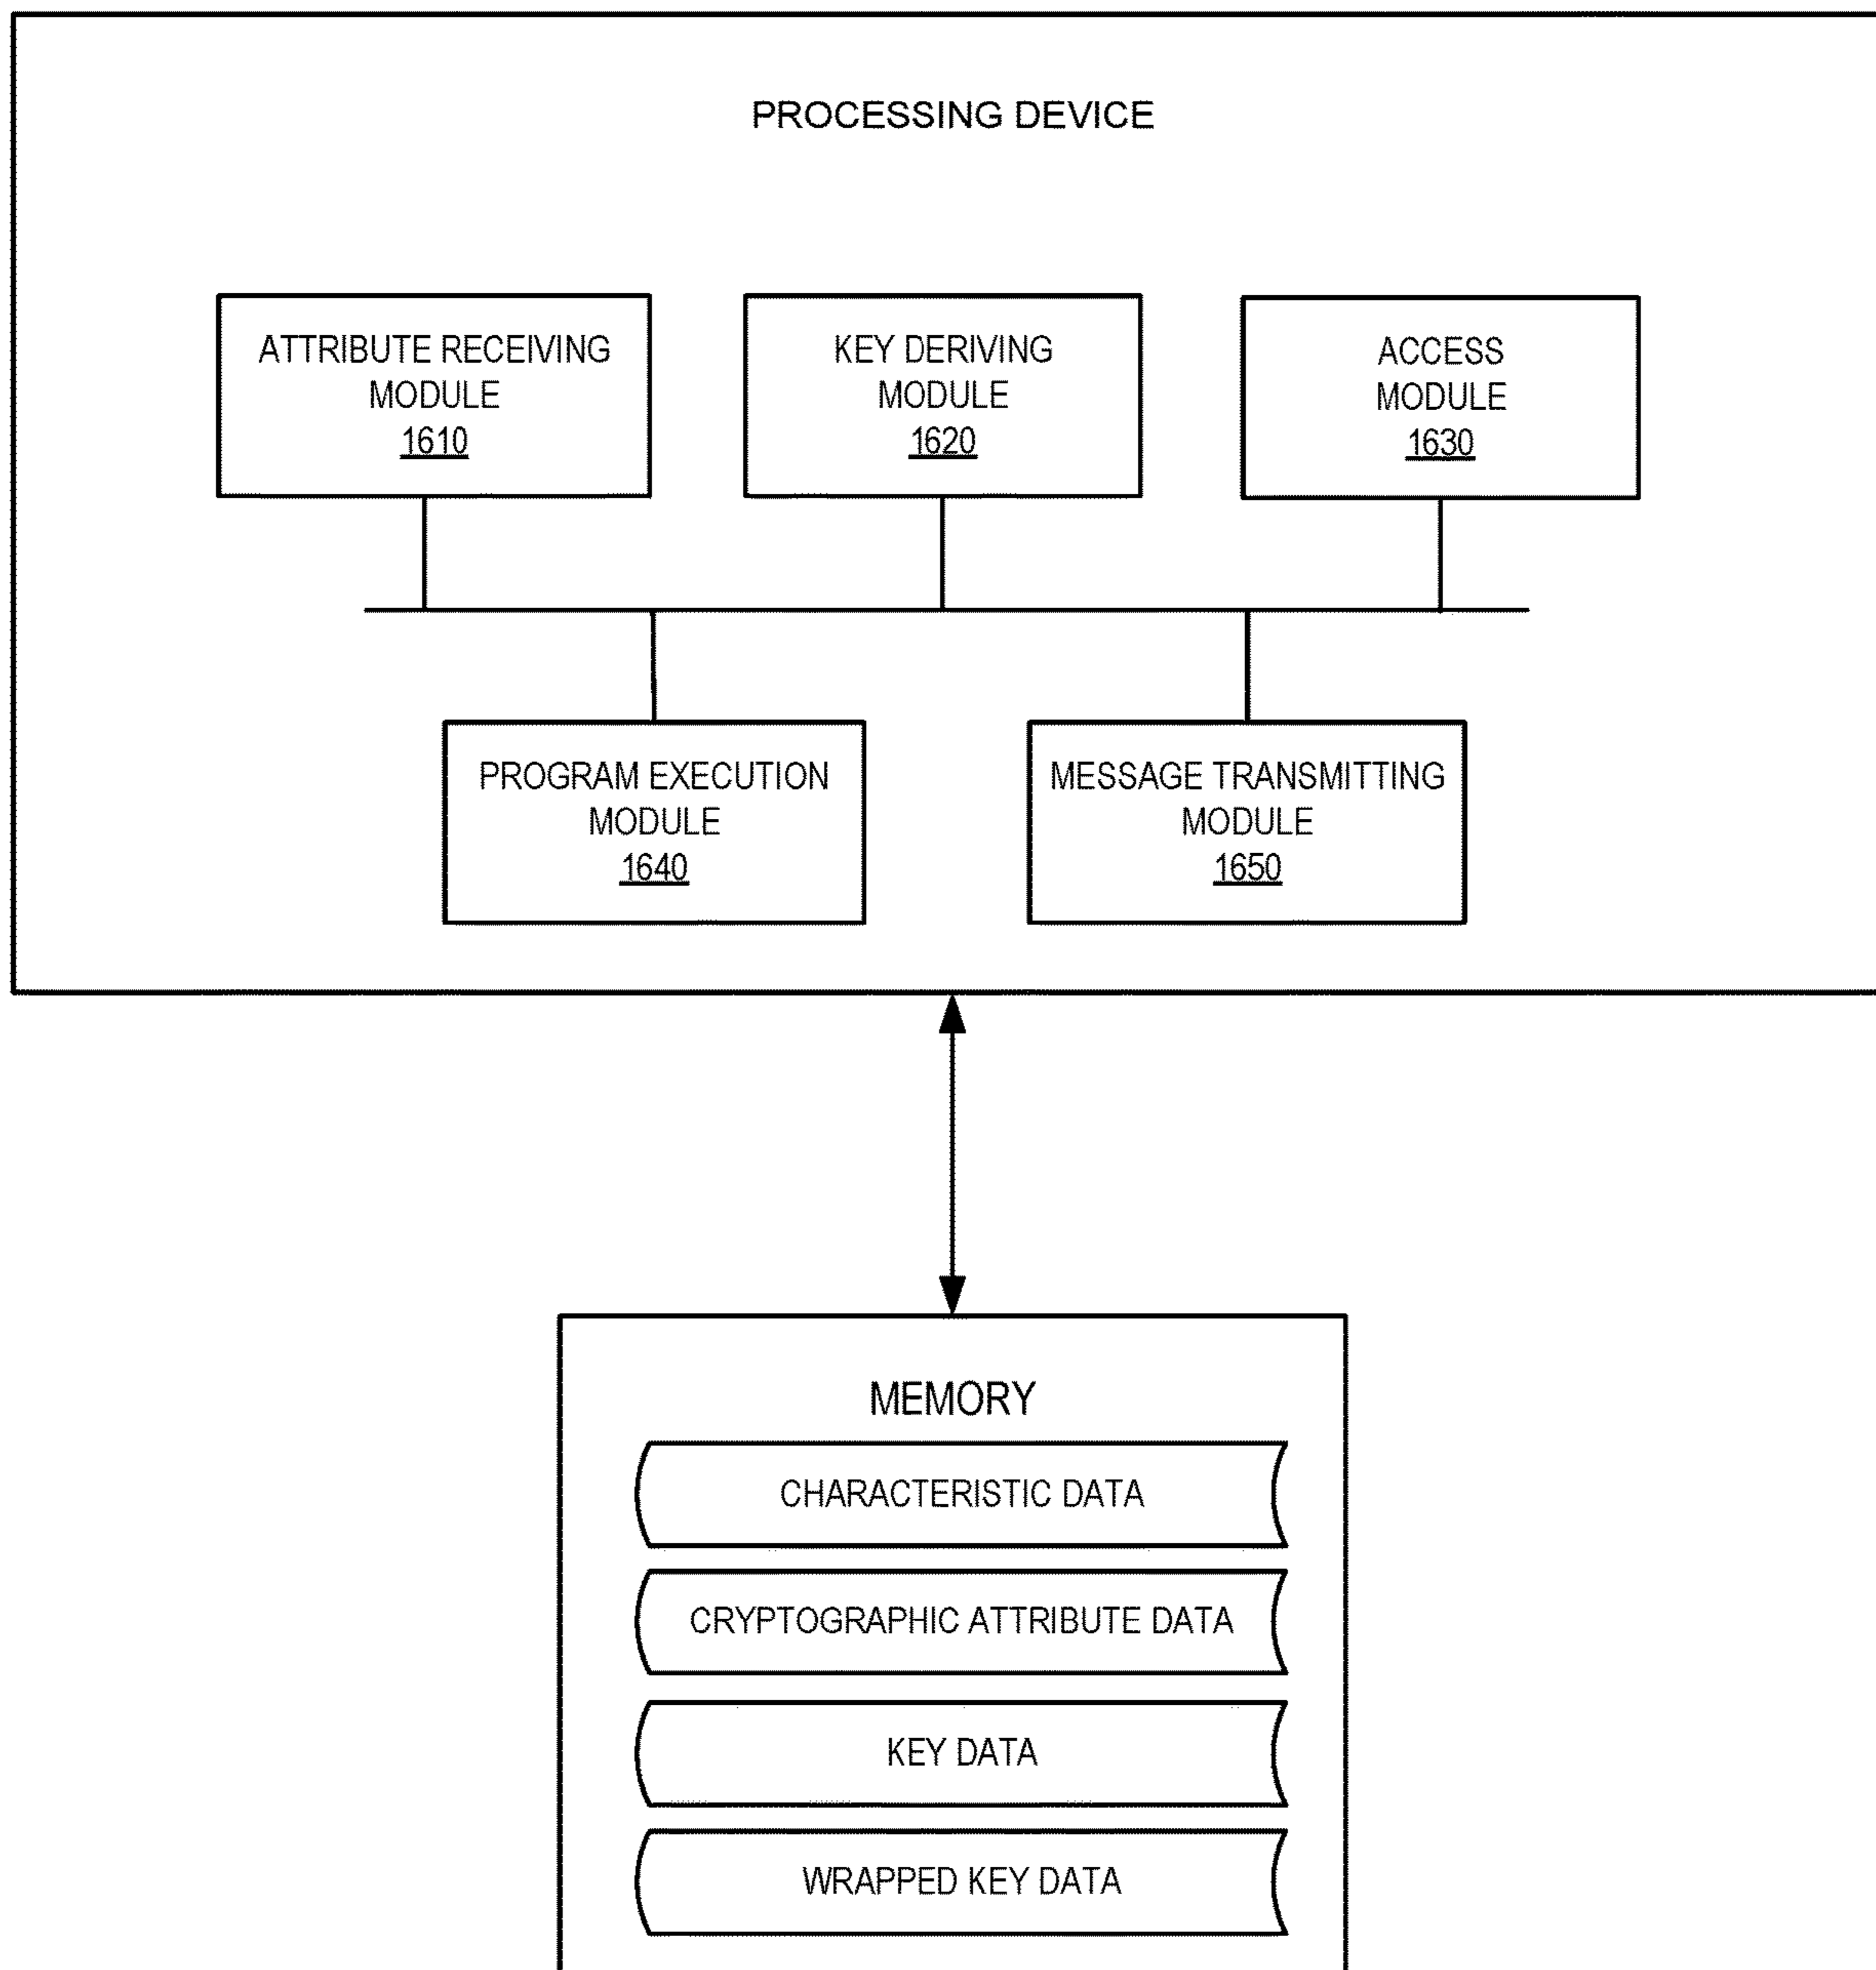 PROCESSING DEVICE
ATTRIBUTE RECEIVING
MODULE
1610
KEY DERIVING
MODULE
1620
ACCESS
MODULE
1630
PROGRAM EXECUTION
MODULE
1640
MESSAGE TRANSMITTING
MODULE
1650
MEMORY
CHARACTERISTIC DATA
CRYPTOGRAPHIC ATTRIBUTE DATA
KEY DATA
WRAPPED KEY DATA